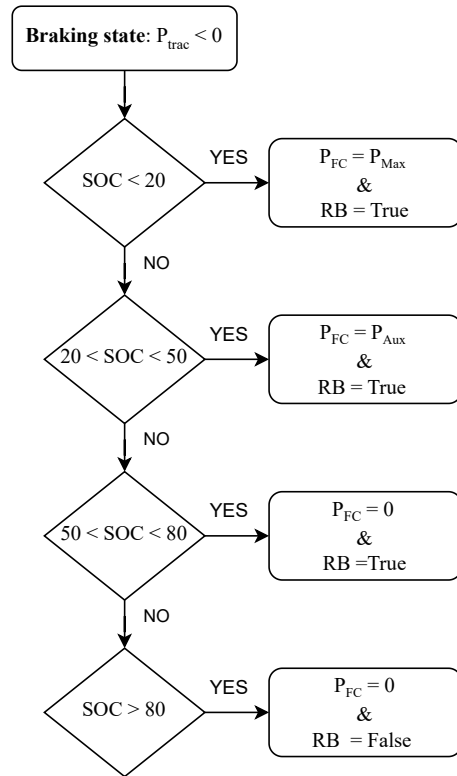 Braking state: P_trac < 0
SOC < 20
YES
P_FC = P_Max
&
RB = True
NO
20 < SOC < 50
YES
P_FC = P_Aux
&
RB = True
NO
50 < SOC < 80
YES
P_FC = 0
&
RB =True
NO
SOC > 80
YES
P_FC = 0
&
RB = False